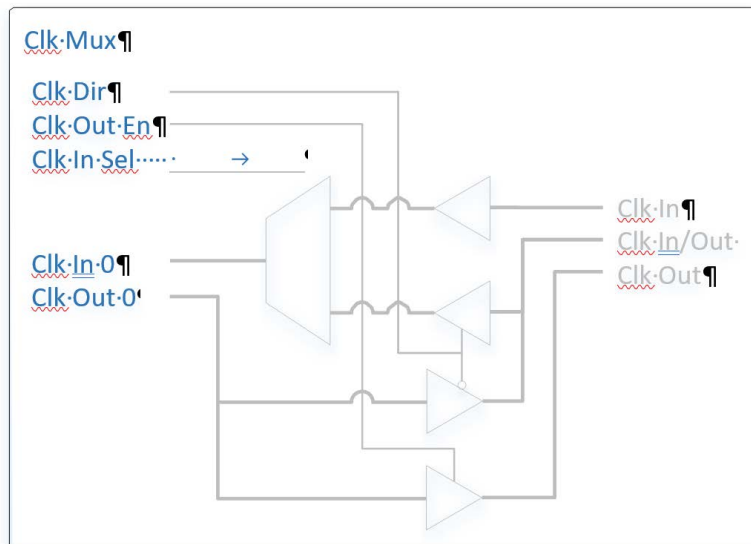 Clk Mux
Clk Dir
Clk Out En
Clk In Sel
Clk In 0
Clk Out 0
Clk In
Clk In/Out
Clk Out